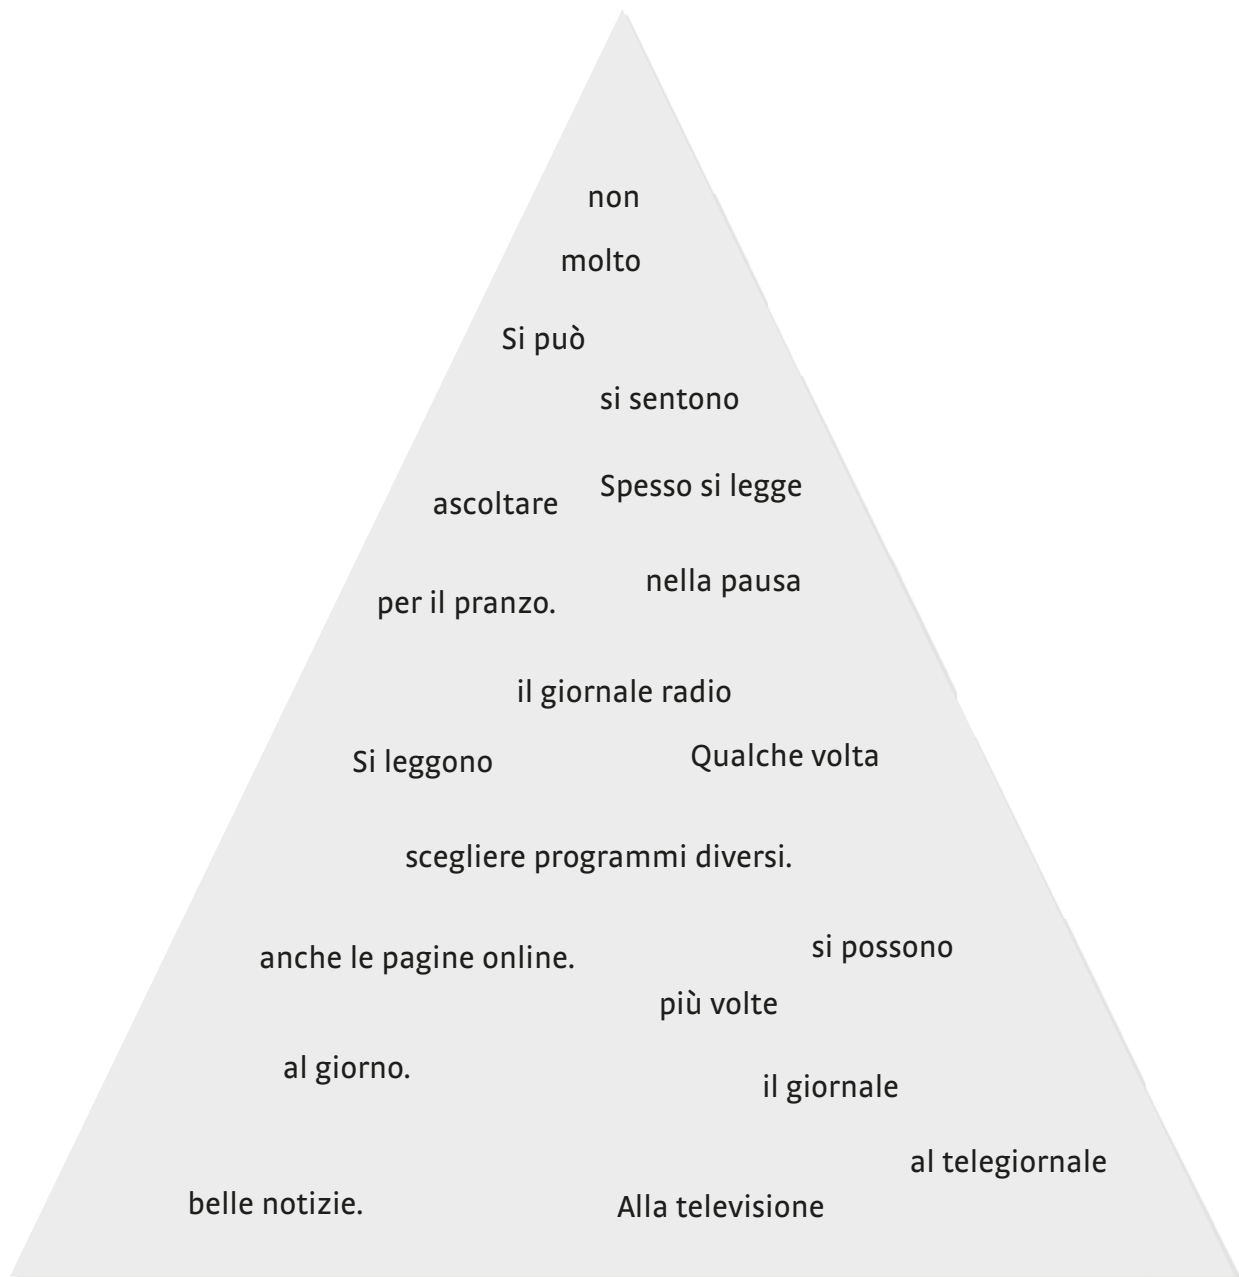 non
molto
Si può
si sentono
Spesso si legge
ascoltare
nella pausa
per il pranzo.
il giornale radio
Qualche volta
Si leggono
scegliere programmi diversi.
si possono
anche le pagine online.
più volte
al giorno.
il giornale
al telegiornale
belle notizie.
Alla televisione